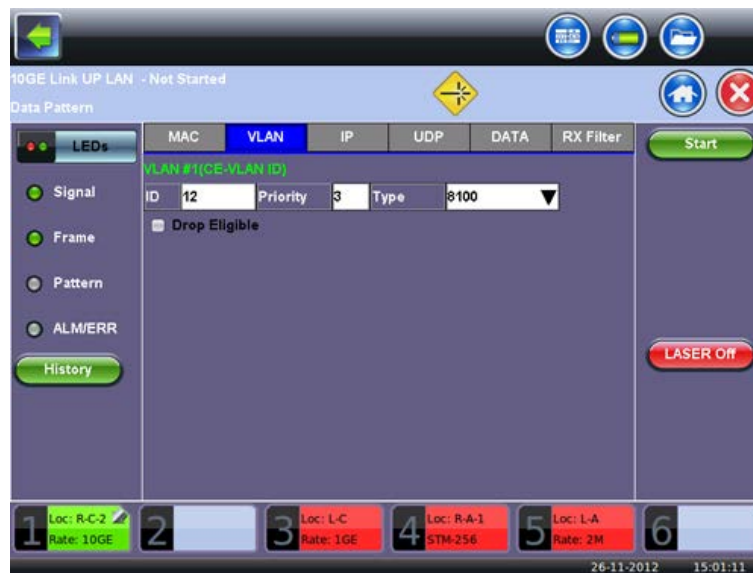 10GE Link UP LAN - Not Started
Data Pattern
LEDs
MAC VLAN IP UDP DATA RX Filter
Start
VLAN #1(CE-VLAN ID)
ID 12 Priority 3 Type 8100
Drop Eligible
Signal
Frame
Pattern
ALM/ERR
History
LASER Off
1 Loc: R-C-2
Rate: 10GE
2
3 Loc: L-C
Rate: 1GE
4 Loc: R-A-1
STM-256
5 Loc: L-A
Rate: 2M
6
26-11-2012 15:01:11